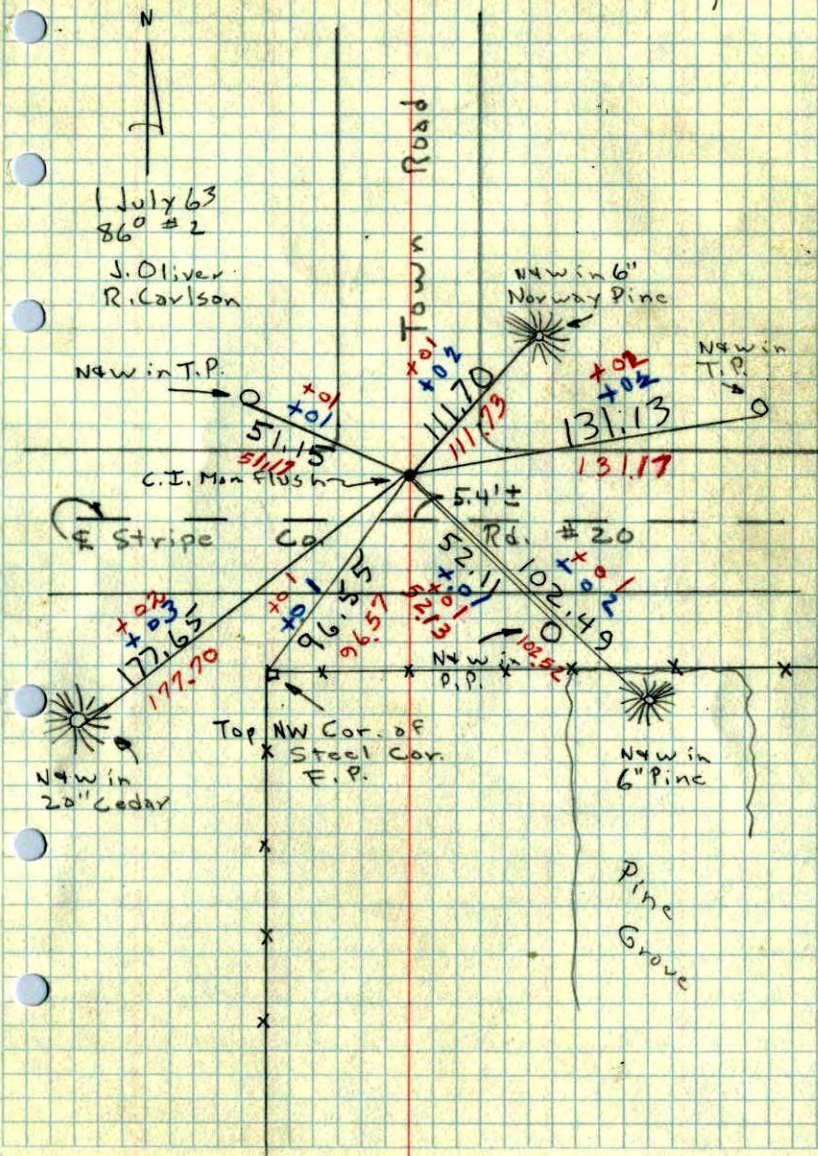 N
1 July 63
86° #2
J. Oliver
R. Carlson
Town Road
N&W in 6"
Norway Pine
N&W in
T.P.
N&W in T.P.
+01
+01
51.15
51.17
+01
+02
111.70
111.73
+02
+02
131.13
131.17
C.I. Mon Flush
5.4'±
℄ Stripe Co. Rd. #20
+02
+03
177.65
177.70
+01
+01
96.55
96.57
52.11
+.01
+01
52.13
+01
+02
102.49
102.52
N&W in
P.P.
Top NW Cor. of
Steel Cor.
F.P.
N&W in
20" Cedar
N&W in
6" Pine
Pine
Grove